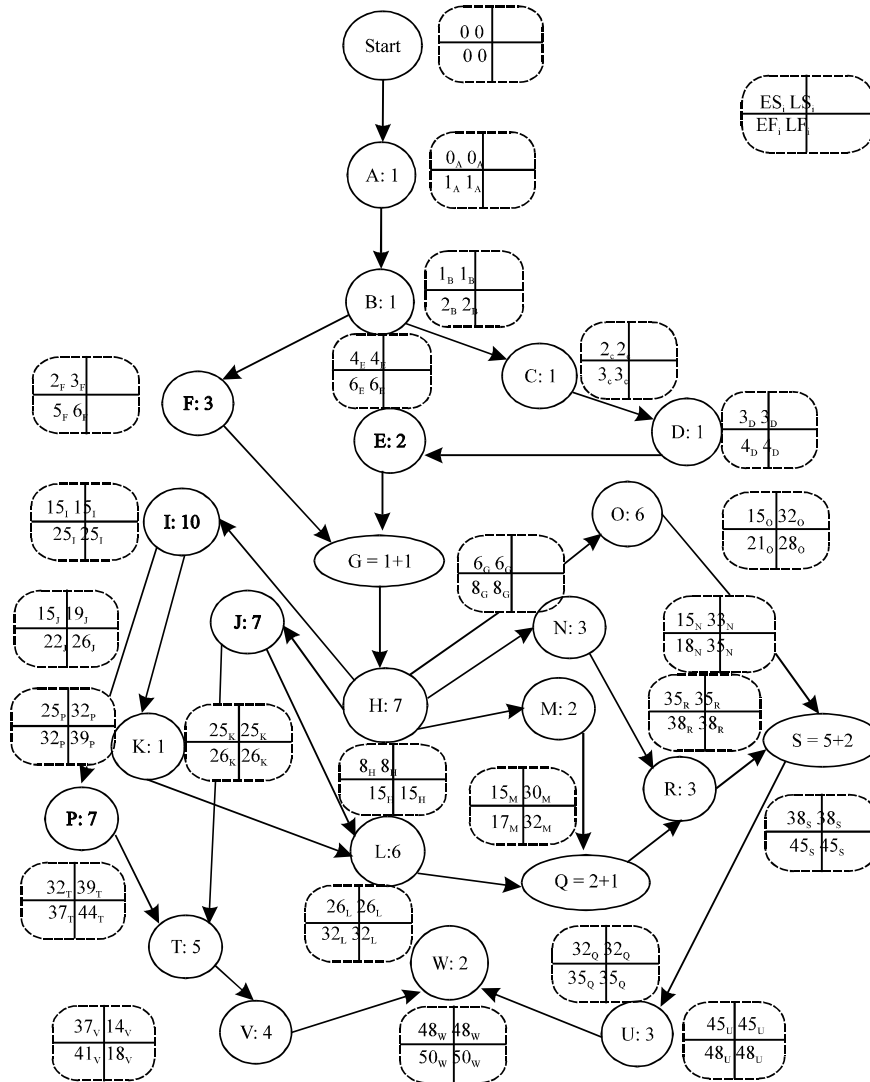 Start
0 0
0 0
ES_i LS_i
EF_i LF_i
A: 1
0_A 0_A
1_A 1_A
B: 1
1_B 1_B
2_B 2_B
C: 1
2_c 2_c
3_c 3_c
4_E 4_E
6_E 6_E
F: 3
2_F 3_F
5_F 6_F
D: 1
3_D 3_D
4_D 4_D
E: 2
I: 10
15_I 15_I
25_I 25_I
O: 6
15_O 32_O
21_O 28_O
G = 1+1
6_G 6_G
8_G 8_G
15_J 19_J
22_J 26_J
J: 7
N: 3
15_N 33_N
18_N 35_N
25_P 32_P
32_P 39_P
K: 1
25_K 25_K
26_K 26_K
H: 7
M: 2
35_R 35_R
38_R 38_R
S = 5+2
8_H 8_H
15_H 15_H
15_M 30_M
17_M 32_M
R: 3
P: 7
38_S 38_S
45_S 45_S
L:6
Q = 2+1
32_T 39_T
37_T 44_T
26_L 26_L
32_L 32_L
T: 5
W: 2
32_Q 32_Q
35_Q 35_Q
37_V 14_V
41_V 18_V
V: 4
48_W 48_W
50_W 50_W
U: 3
45_U 45_U
48_U 48_U